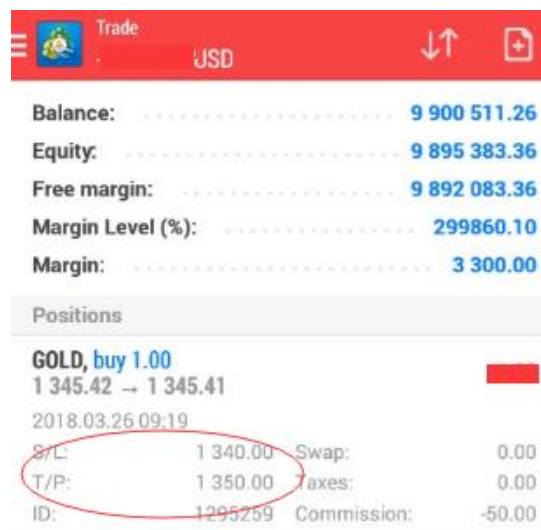 Trade
USD
Balance: 9 900 511.26
Equity: 9 895 383.36
Free margin: 9 892 083.36
Margin Level (%): 299860.10
Margin: 3 300.00
Positions
GOLD, buy 1.00
1 345.42 → 1 345.41
2018.03.26 09:19
S/L: 1 340.00 Swap: 0.00
T/P: 1 350.00 Taxes: 0.00
ID: 1295259 Commission: -50.00